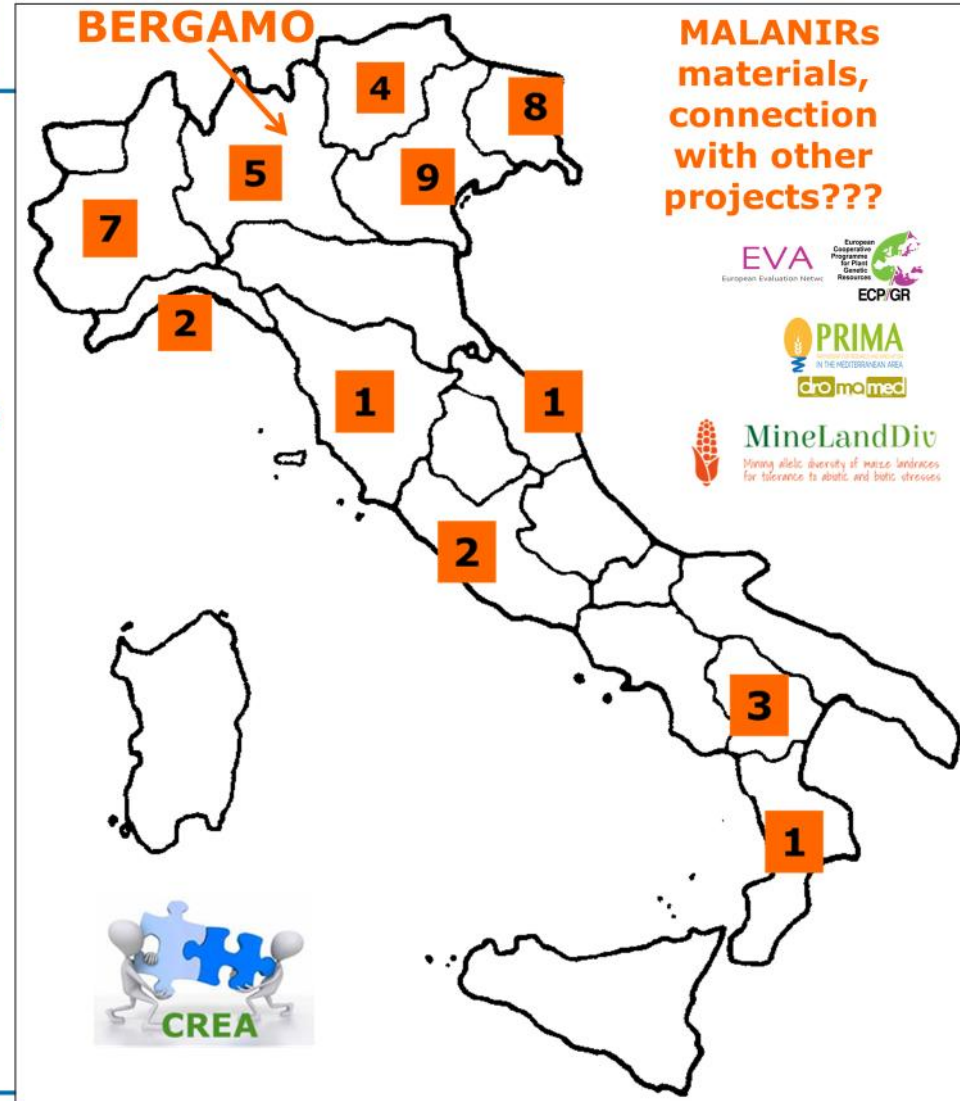 BERGAMO
MALANIRs
materials,
connection
with other
projects???
4
8
5
9
7
2
1
1
2
3
1
EVA
European Evaluation Netwc
European
Cooperative
Programme
for Plant
Genetic
Resources
ECP/GR
PRIMA
IN THE MEDITERRANEAN AREA
dromamed
MineLandDiv
Mining allelic diversity of maize landraces
for tolerance to abiotic and biotic stresses
CREA